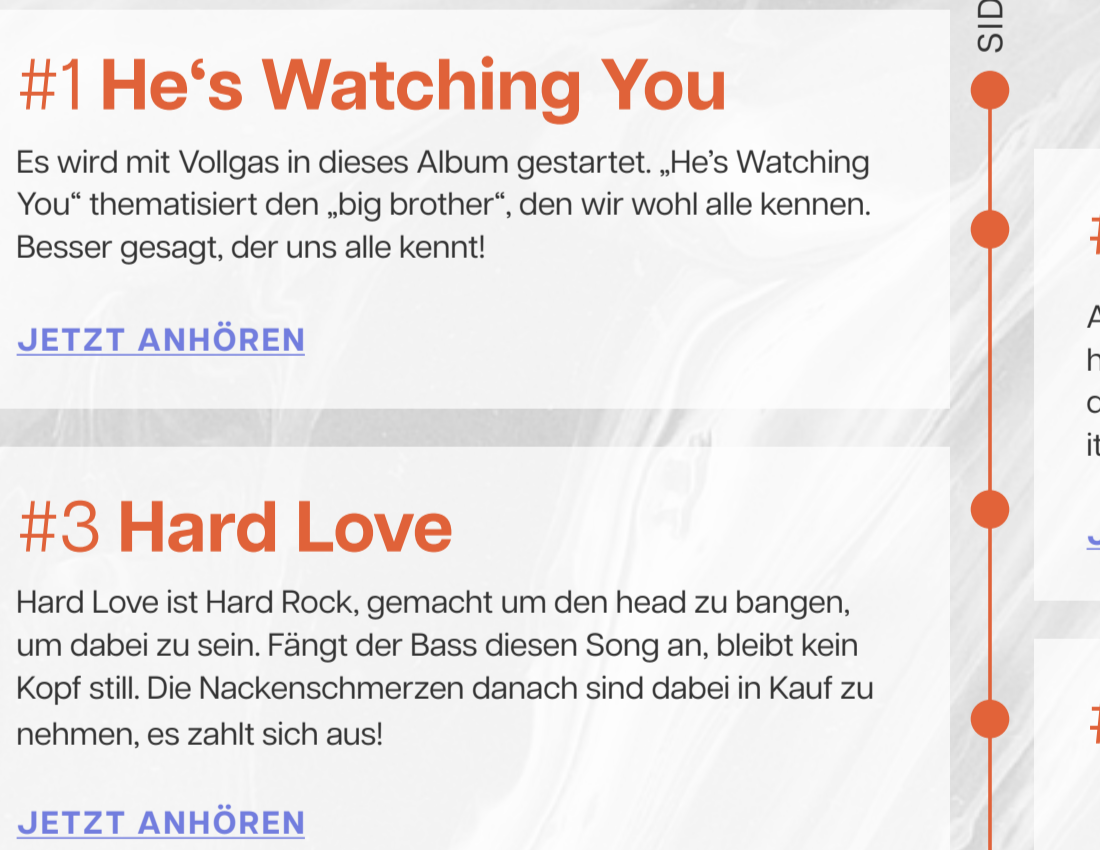 SID
#1 He‘s Watching You
Es wird mit Vollgas in dieses Album gestartet. „He’s Watching
You“ thematisiert den „big brother“, den wir wohl alle kennen.
Besser gesagt, der uns alle kennt!
JETZT ANHÖREN
#3 Hard Love
Hard Love ist Hard Rock, gemacht um den head zu bangen,
um dabei zu sein. Fängt der Bass diesen Song an, bleibt kein
Kopf still. Die Nackenschmerzen danach sind dabei in Kauf zu
nehmen, es zahlt sich aus!
JETZT ANHÖREN